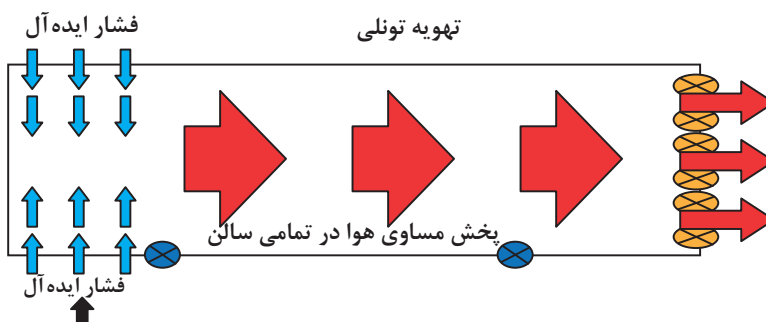 فشار ایده‌آل
تهویه تونلی
پخش مساوی هوا در تمامی سالن
فشار ایده‌آل